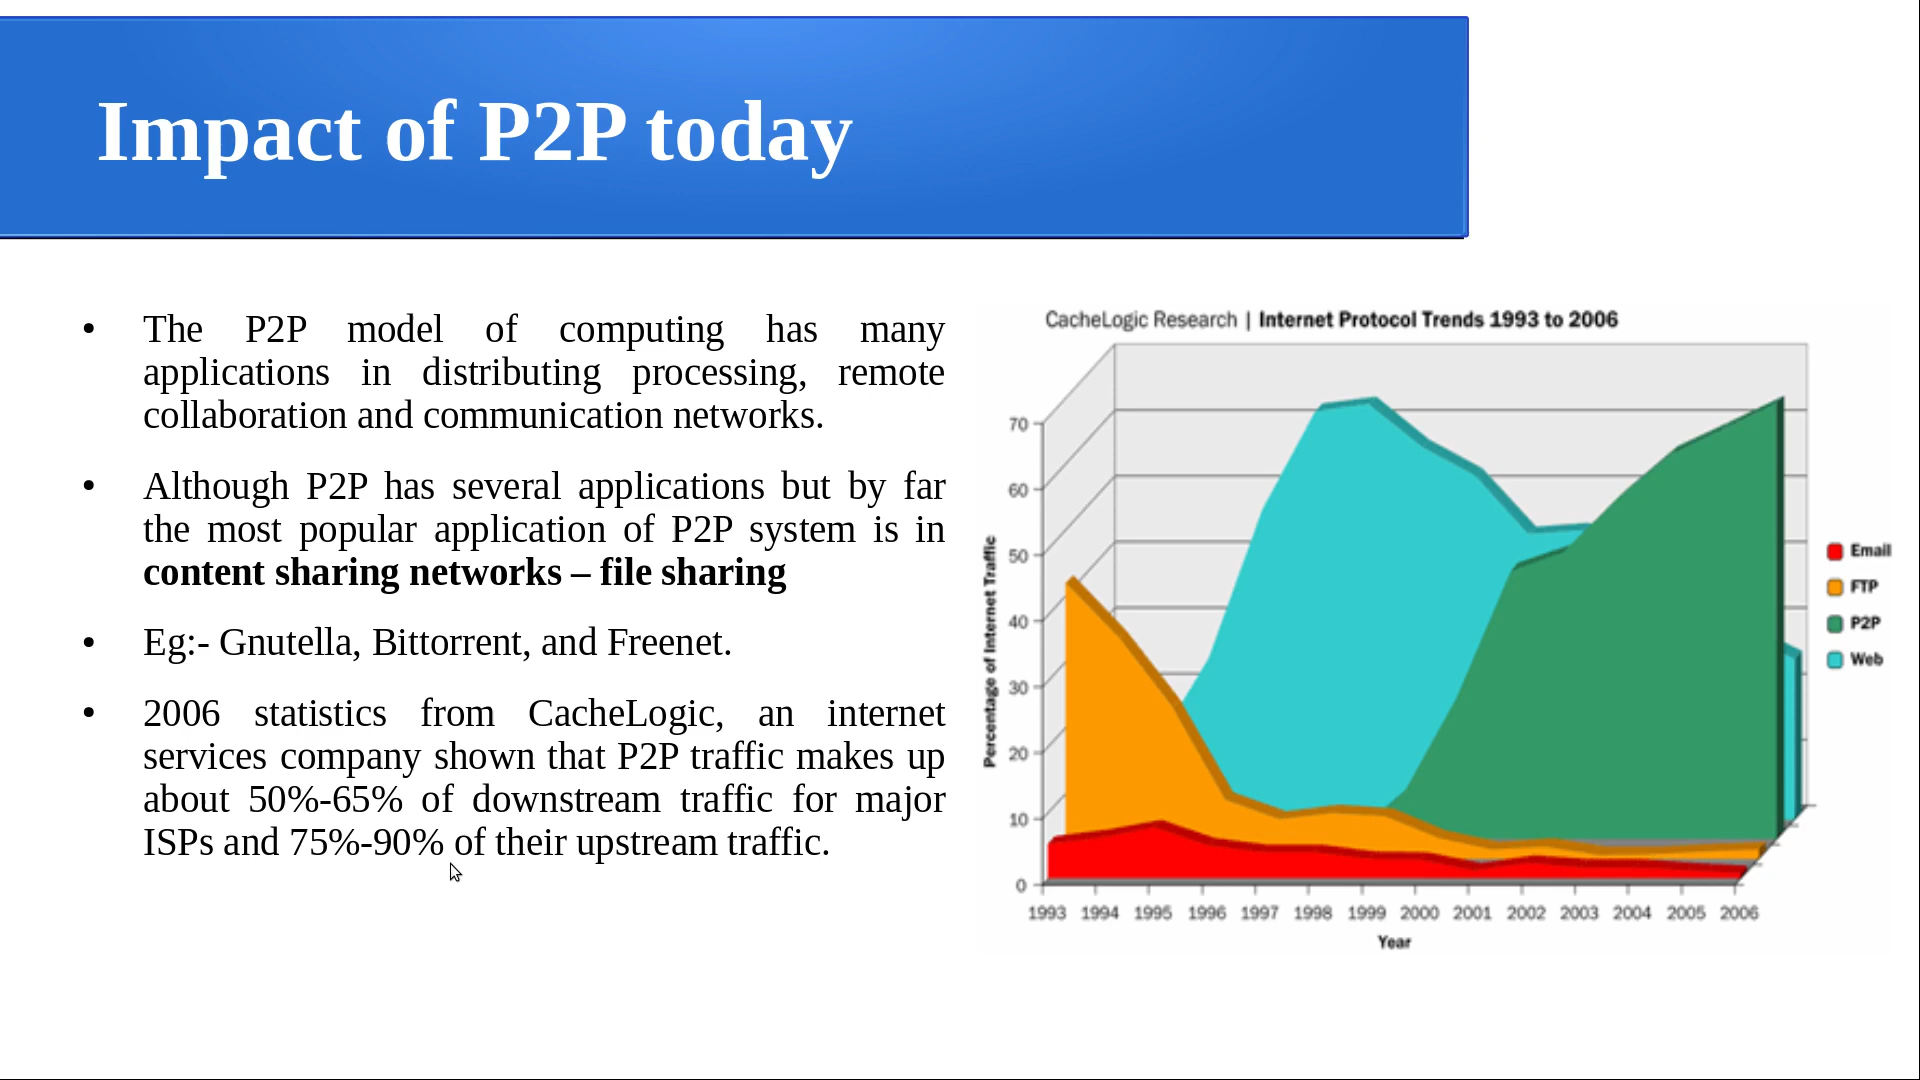 Impact of P2P today
• The P2P model of computing has many
applications in distributing processing, remote
collaboration and communication networks.
• Although P2P has several applications but by far
the most popular application of P2P system is in
content sharing networks – file sharing
• Eg:- Gnutella, Bittorrent, and Freenet.
• 2006 statistics from CacheLogic, an internet
services company shown that P2P traffic makes up
about 50%-65% of downstream traffic for major
ISPs and 75%-90% of their upstream traffic.
CacheLogic Research | Internet Protocol Trends 1993 to 2006
Percentage of Internet Traffic
70
60
50
40
30
20
10
0
1993 1994 1995 1996 1997 1998 1999 2000 2001 2002 2003 2004 2005 2006
Year
Email
FTP
P2P
Web